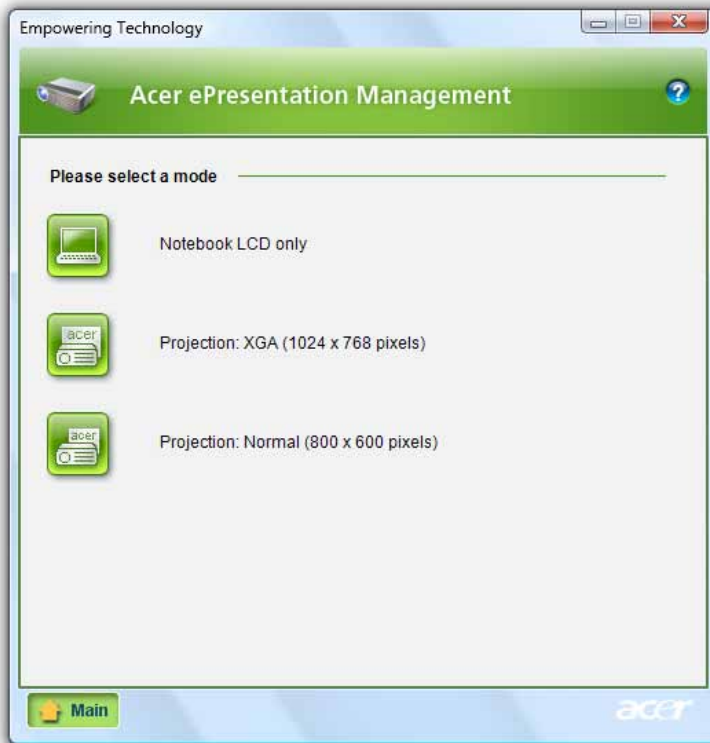 Empowering Technology
Acer ePresentation Management
?
Please select a mode
Notebook LCD only
acer
Projection: XGA (1024 x 768 pixels)
acer
Projection: Normal (800 x 600 pixels)
Main
acer